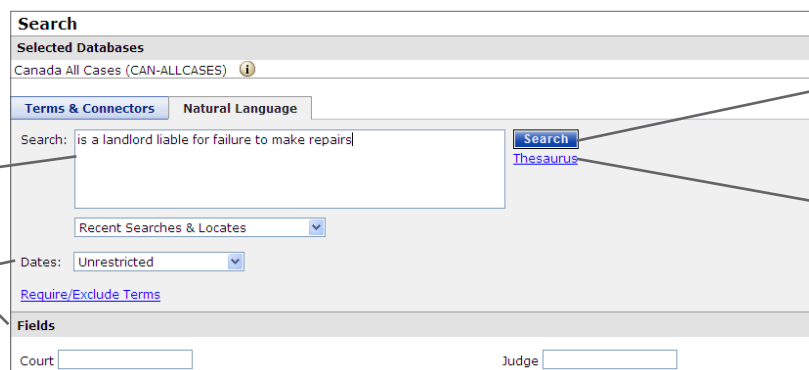 Search
Selected Databases
Canada All Cases (CAN-ALLCASES) i
Terms & Connectors Natural Language
Search: is a landlord liable for failure to make repairs Search
Thesaurus
Recent Searches & Locates
Dates: Unrestricted
Require/Exclude Terms
Fields
Court Judge